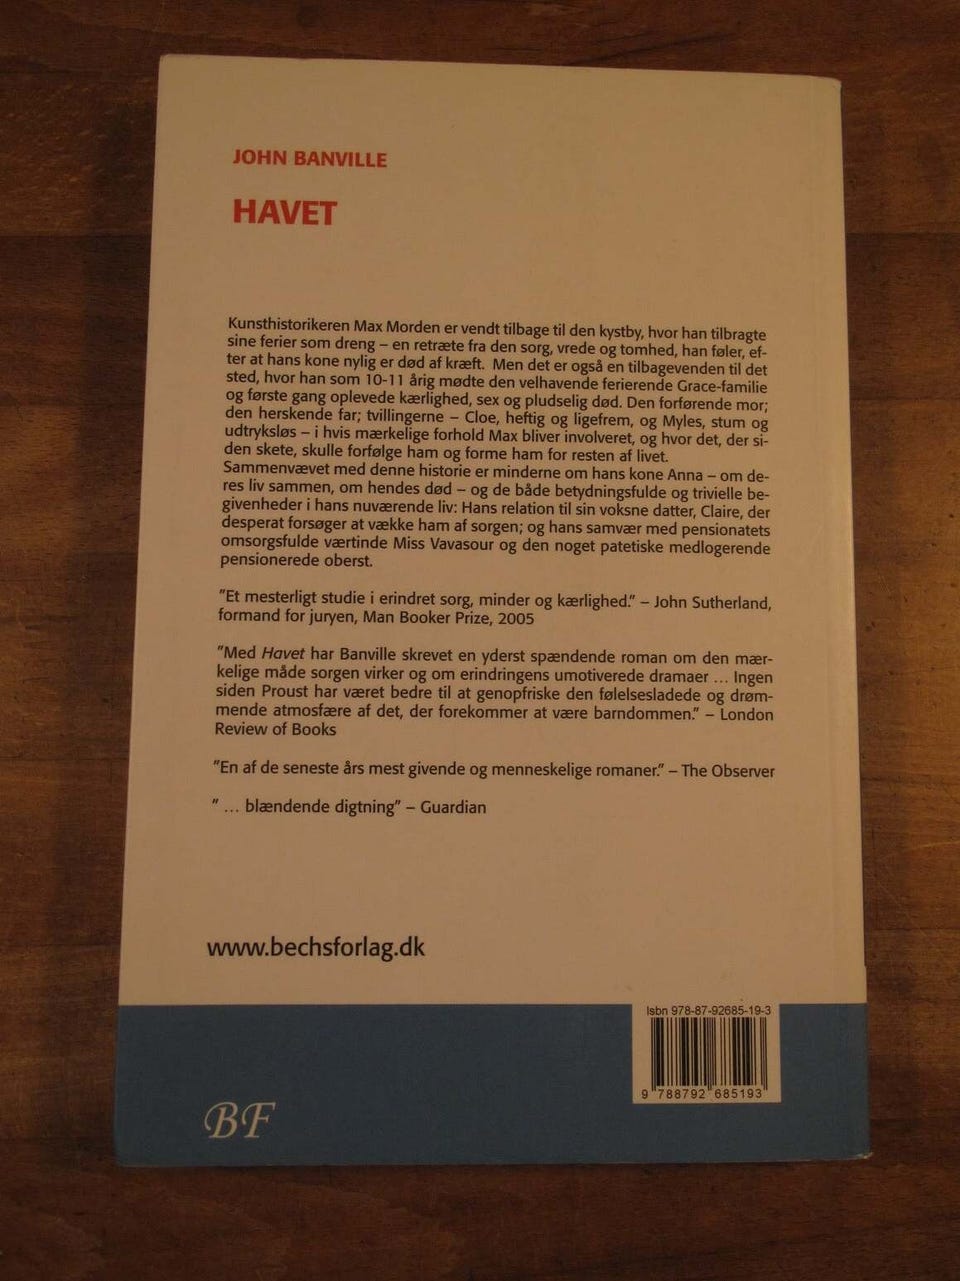 JOHN BANVILLE
HAVET
Kunsthistorikeren Max Morden er vendt tilbage til den kystby, hvor han tilbragte
sine ferier som dreng – en retræte fra den sorg, vrede og tomhed, han føler, ef-
ter at hans kone nylig er død af kræft. Men det er også en tilbagevenden til det
sted, hvor han som 10-11 årig mødte den velhavende ferierende Grace-familie
og første gang oplevede kærlighed, sex og pludselig død. Den forførende mor;
den herskende far; tvillingerne – Cloe, heftig og ligefrem, og Myles, stum og
udtryksløs – i hvis mærkelige forhold Max bliver involveret, og hvor det, der si-
den skete, skulle forfølge ham og forme ham for resten af livet.
Sammenvævet med denne historie er minderne om hans kone Anna – om de-
res liv sammen, om hendes død – og de både betydningsfulde og trivielle be-
givenheder i hans nuværende liv: Hans relation til sin voksne datter, Claire, der
desperat forsøger at vække ham af sorgen; og hans samvær med pensionatets
omsorgsfulde værtinde Miss Vavasour og den noget patetiske medlogerende
pensionerede oberst.
”Et mesterligt studie i erindret sorg, minder og kærlighed.” – John Sutherland,
formand for juryen, Man Booker Prize, 2005
”Med Havet har Banville skrevet en yderst spændende roman om den mær-
kelige måde sorgen virker og om erindringens umotiverede dramaer … Ingen
siden Proust har været bedre til at genopfriske den følelsesladede og drøm-
mende atmosfære af det, der forekommer at være barndommen.” – London
Review of Books
”En af de seneste års mest givende og menneskelige romaner.” – The Observer
” … blændende digtning” – Guardian
www.bechsforlag.dk
Isbn 978-87-92685-19-3
9 788792 685193
BF